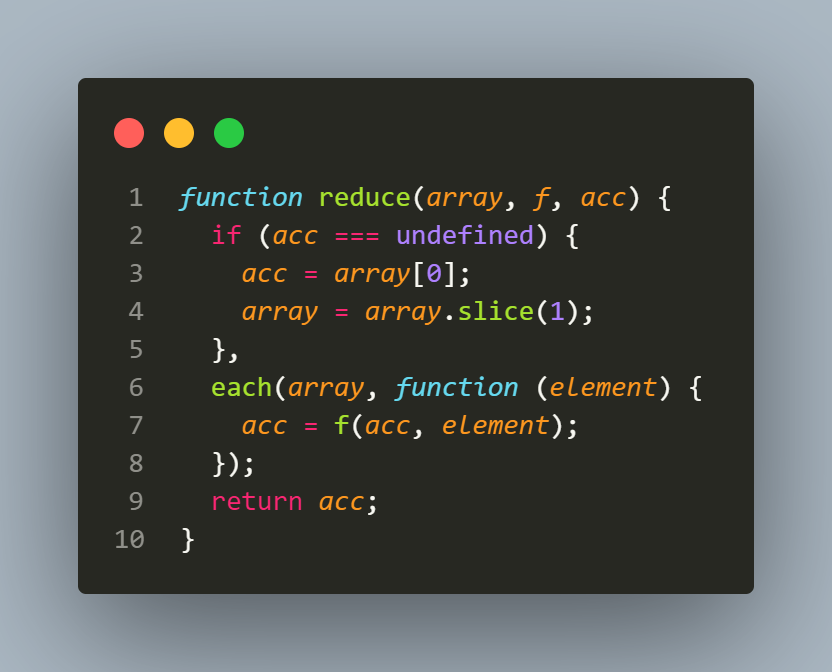 1 function reduce(array, f, acc) {
2 if (acc === undefined) {
3 acc = array[0];
4 array = array.slice(1);
5 },
6 each(array, function (element) {
7 acc = f(acc, element);
8 });
9 return acc;
10 }